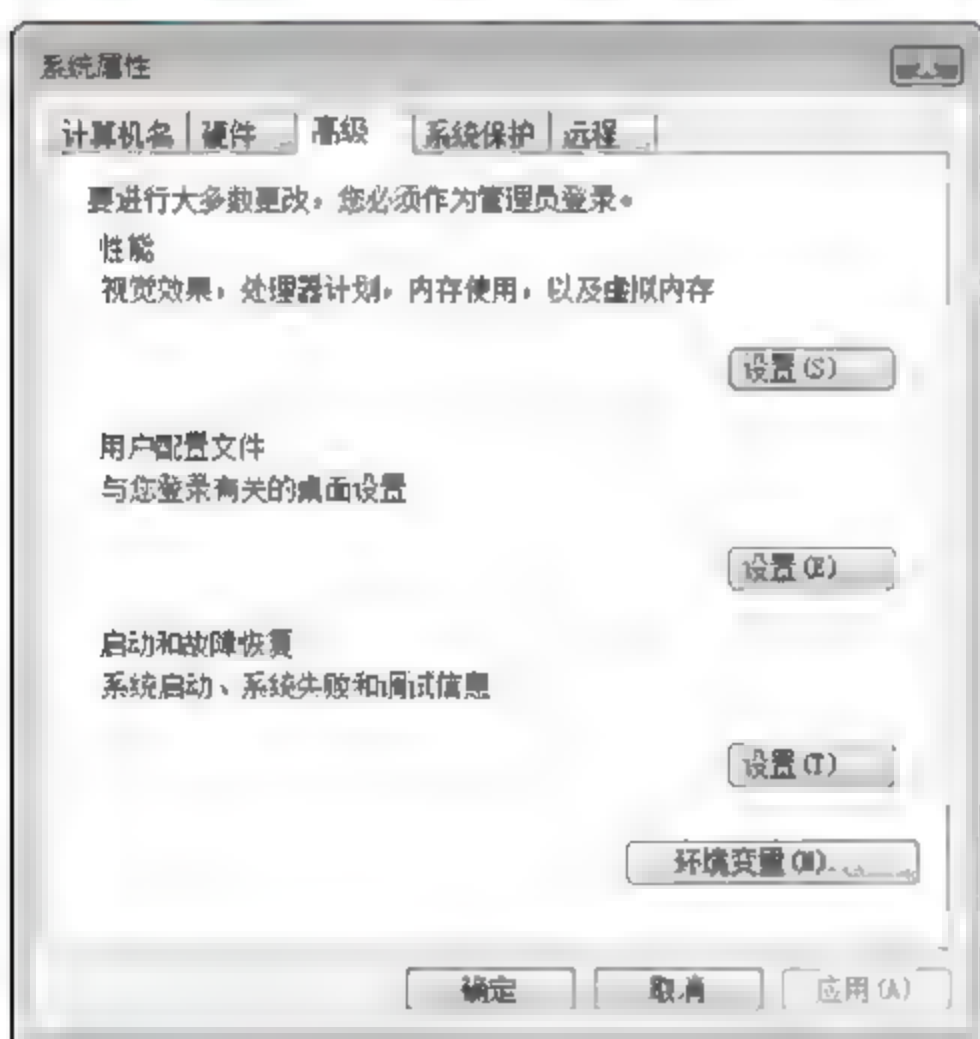 系统属性
计算机名 硬件 高级 系统保护 远程
要进行大多数更改，您必须作为管理员登录。
性能
视觉效果，处理器计划，内存使用，以及虚拟内存
设置(S)
用户配置文件
与您登录有关的桌面设置
设置(E)
启动和故障恢复
系统启动、系统失败和调试信息
设置(T)
环境变量(N)...
确定 取消 应用(A)